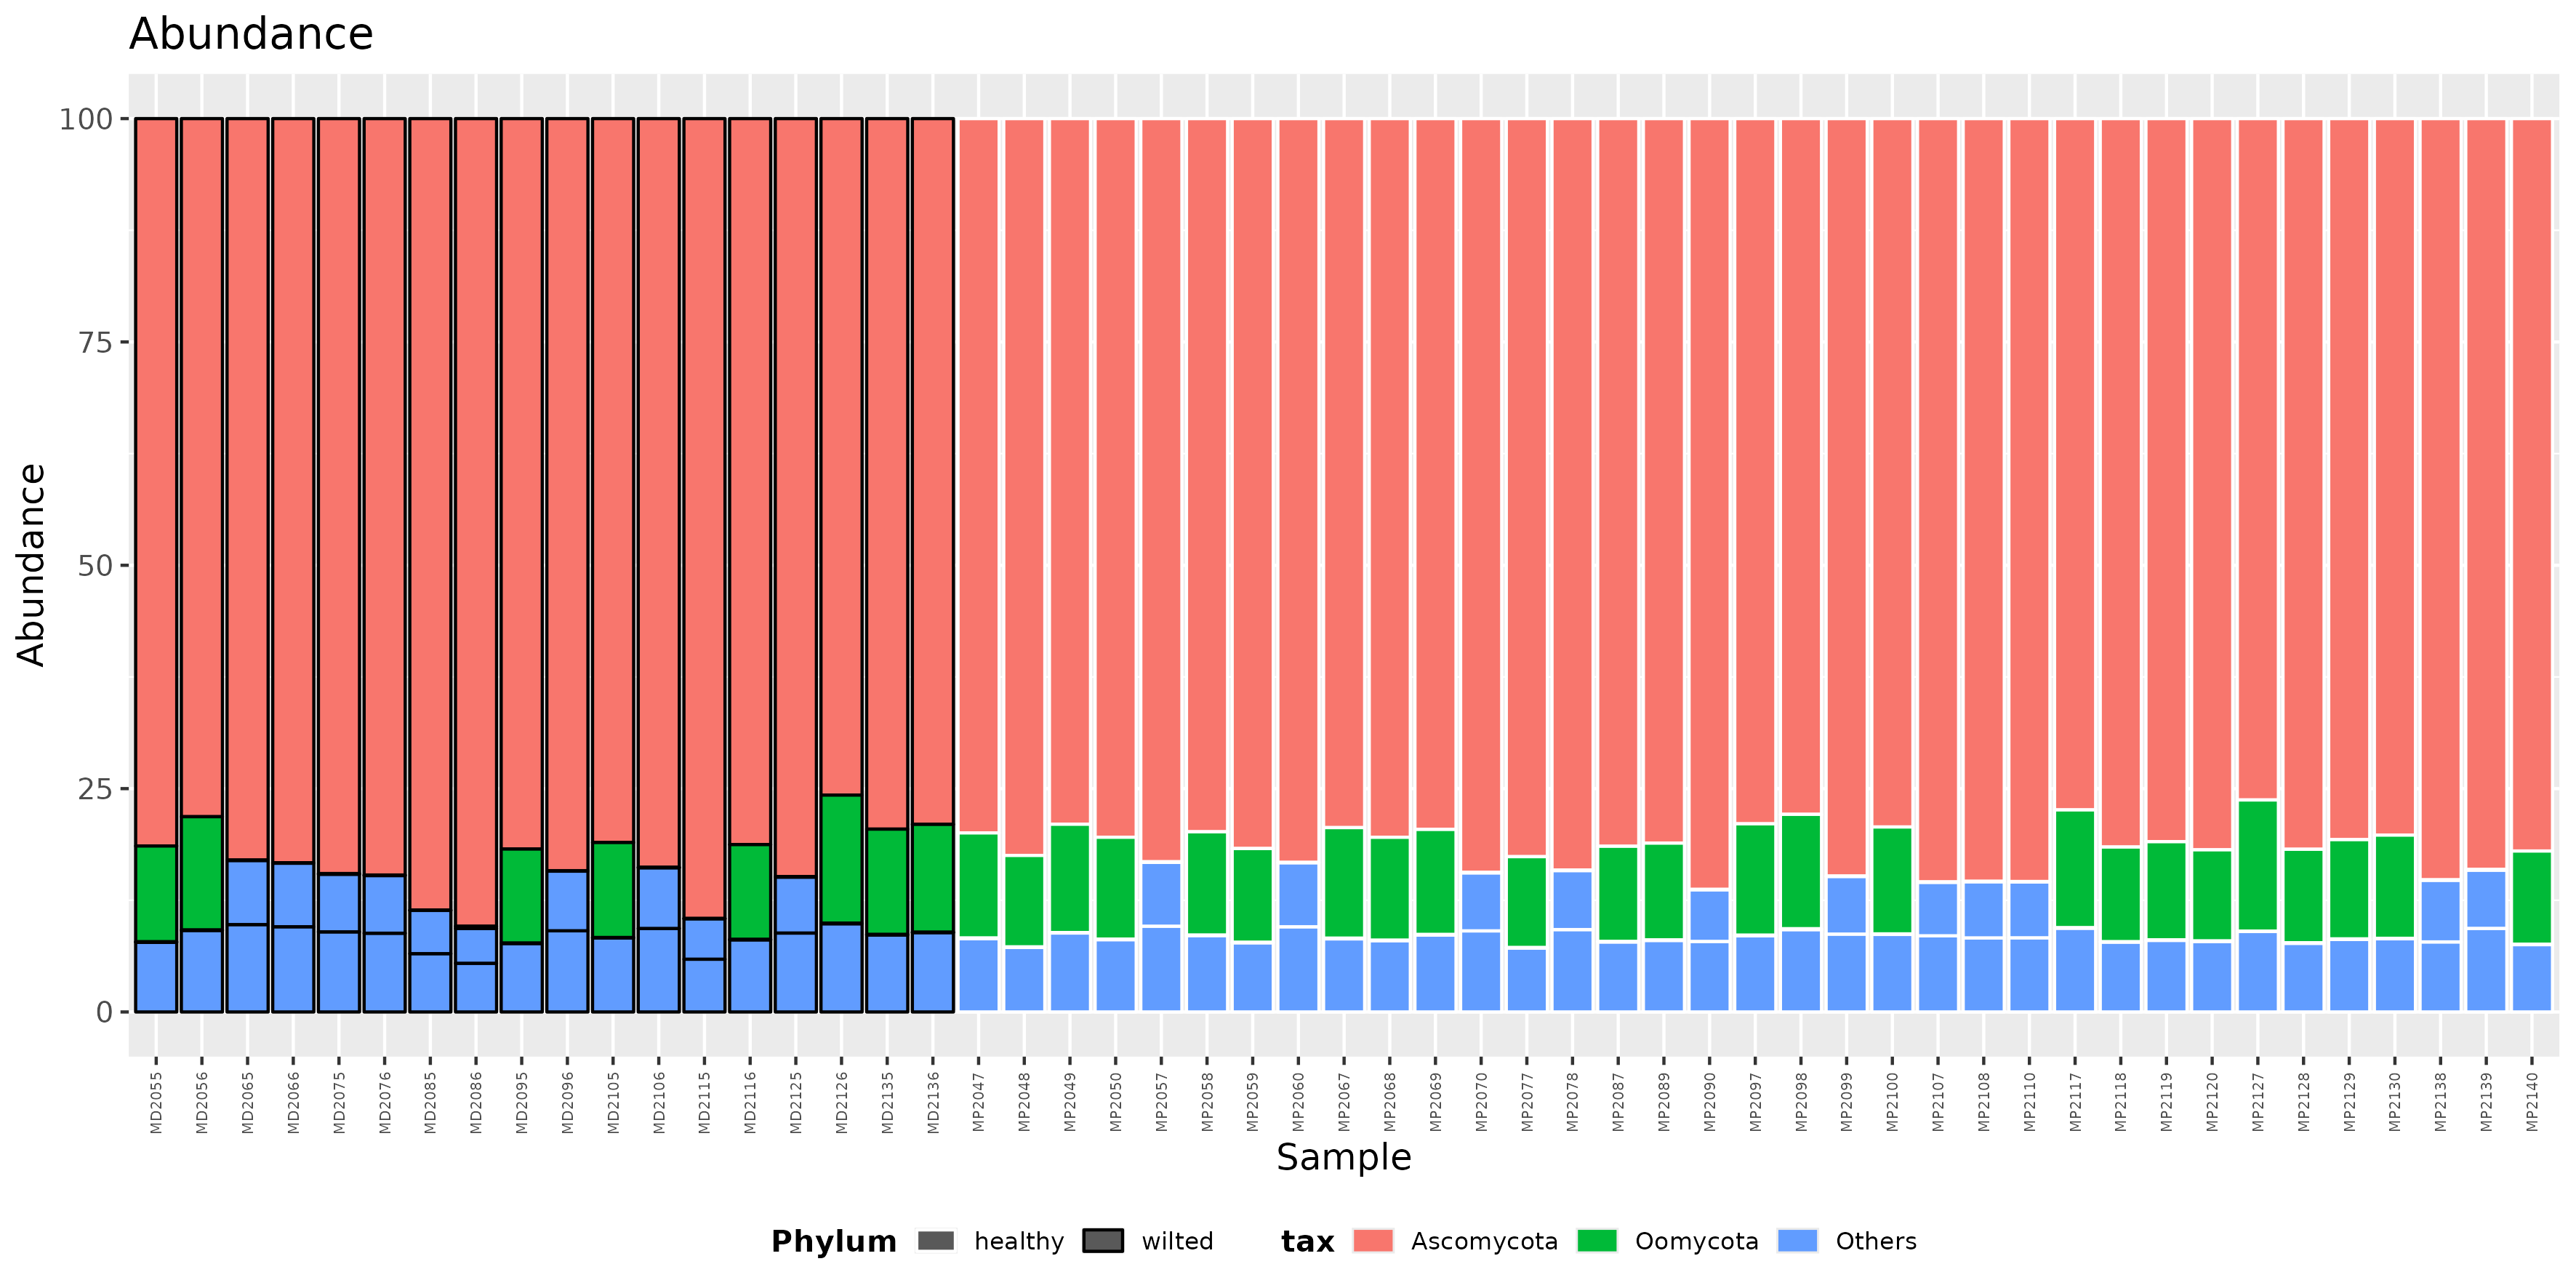 Abundance
Abundance
100
75
50
25
0
MD2055 MD2056 MD2065 MD2066 MD2075 MD2076 MD2085 MD2086 MD2095 MD2096 MD2105 MD2106 MD2115 MD2116 MD2125 MD2126 MD2135 MD2136 MP2047 MP2048 MP2049 MP2050 MP2057 MP2058 MP2059 MP2060 MP2067 MP2068 MP2069 MP2070 MP2077 MP2078 MP2087 MP2089 MP2090 MP2097 MP2098 MP2099 MP2100 MP2107 MP2108 MP2110 MP2117 MP2118 MP2119 MP2120 MP2127 MP2128 MP2129 MP2130 MP2138 MP2139 MP2140
Sample
Phylum healthy wilted tax Ascomycota Oomycota Others